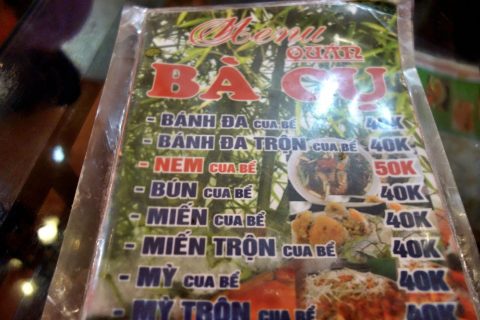 Menu
QUÁN
BÀ CỤ
- BÁNH ĐA CUA BỂ 40K
- BÁNH ĐA TRỘN CUA BỂ 40K
- NEM CUA BỂ 50K
- BÚN CUA BỂ 40K
- MIẾN CUA BỂ 40K
- MIẾN TRỘN CUA BỂ 40K
- MỲ CUA BỂ 40K
- MỲ TRỘN CUA BỂ 40K